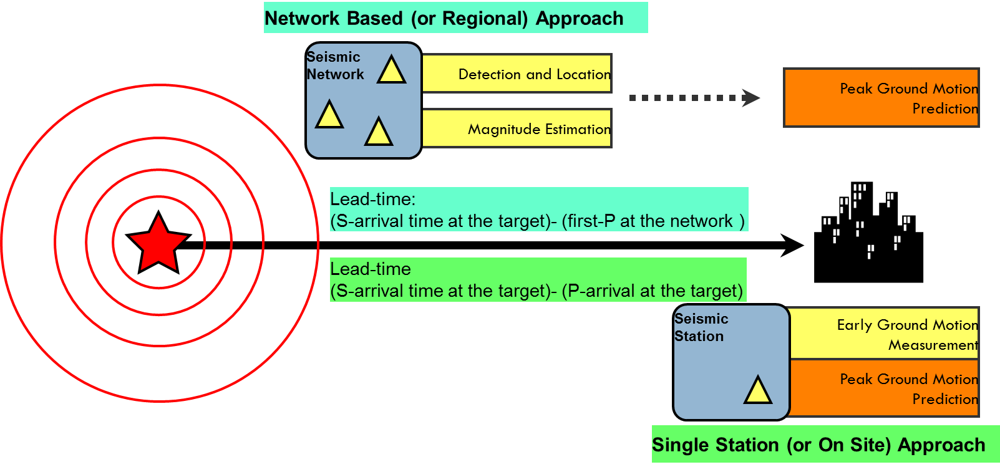 Network Based (or Regional) Approach
Seismic
Network
Detection and Location
Magnitude Estimation
Peak Ground Motion
Prediction
Lead-time:
(S-arrival time at the target)- (first-P at the network )
Lead-time
(S-arrival time at the target)- (P-arrival at the target)
Seismic
Station
Early Ground Motion
Measurement
Peak Ground Motion
Prediction
Single Station (or On Site) Approach